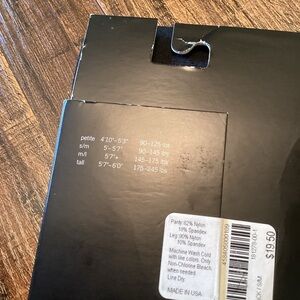 petite 4'10"-5'3" 90-125 lbs
s/m 5'-5'7" 90-145 lbs
m/l 5'7"+ 145-175 lbs
tall 5'7"-6'0" 175-245 lbs
Panty: 82% Nylon
18% Spandex
Leg: 90% Nylon
10% Spandex
Machine Wash Cold
with like colors. Only
Non-Chlorine Bleach
when needed.
Line Dry.
MADE IN USA
$19.50